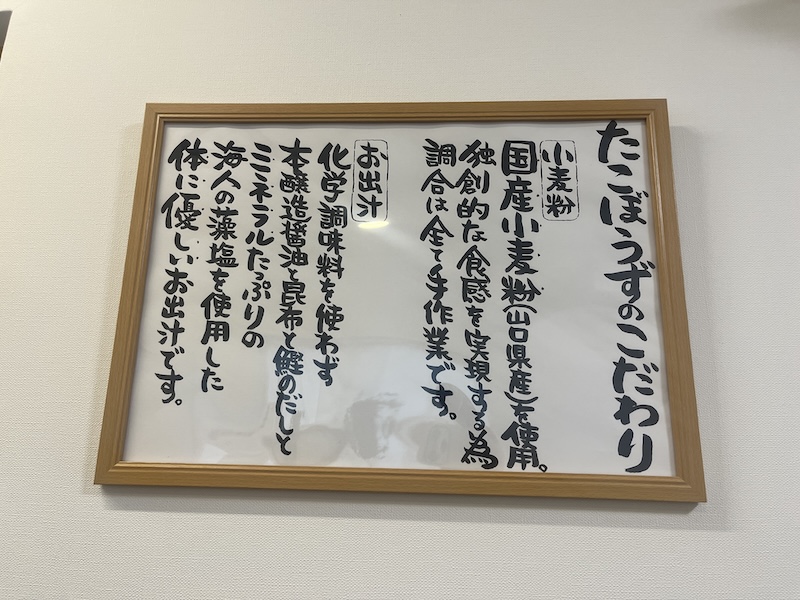 たこぼうずのこだわり
小麦粉
国産小麦粉(山口県産)を使用。
独創的な食感を実現する為
調合は全て手作業です。
お出汁
化学調味料を使わず
本醸造醤油と昆布と鰹のだしと
ミネラルたっぷりの
海人の藻塩を使用した
体に優しいお出汁です。